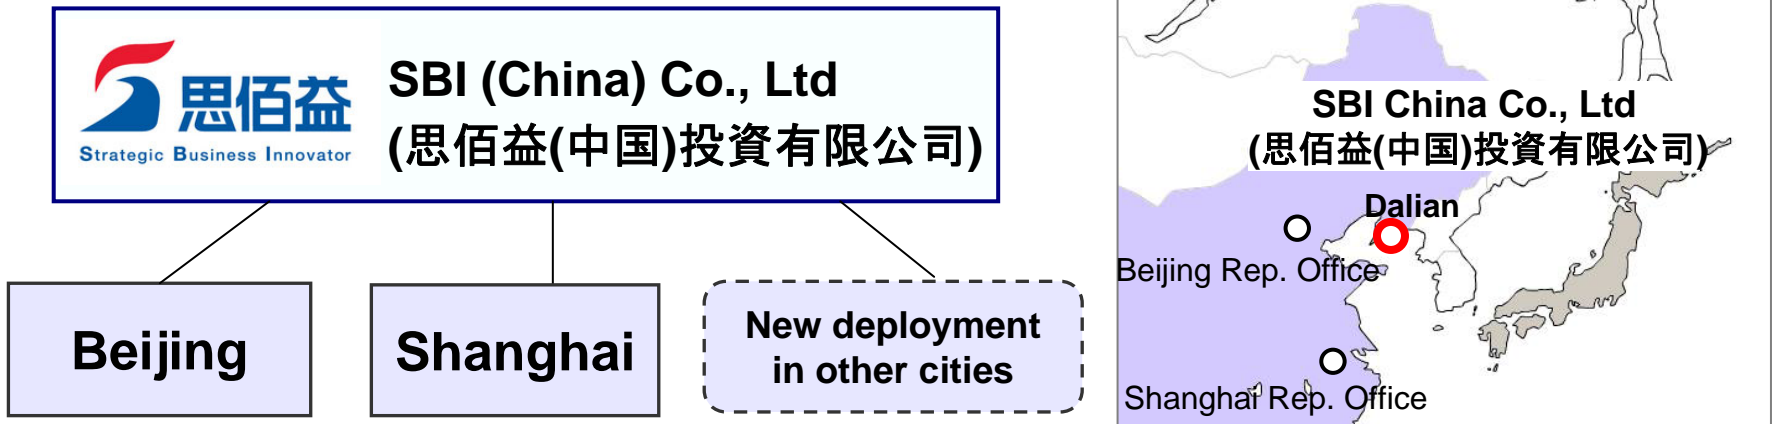 思佰益
Strategic Business Innovator
SBI (China) Co., Ltd
(思佰益(中国)投資有限公司)
Beijing
Shanghai
New deployment
in other cities
SBI China Co., Ltd
(思佰益(中国)投資有限公司)
Dalian
Beijing Rep. Office
Shanghai Rep. Office